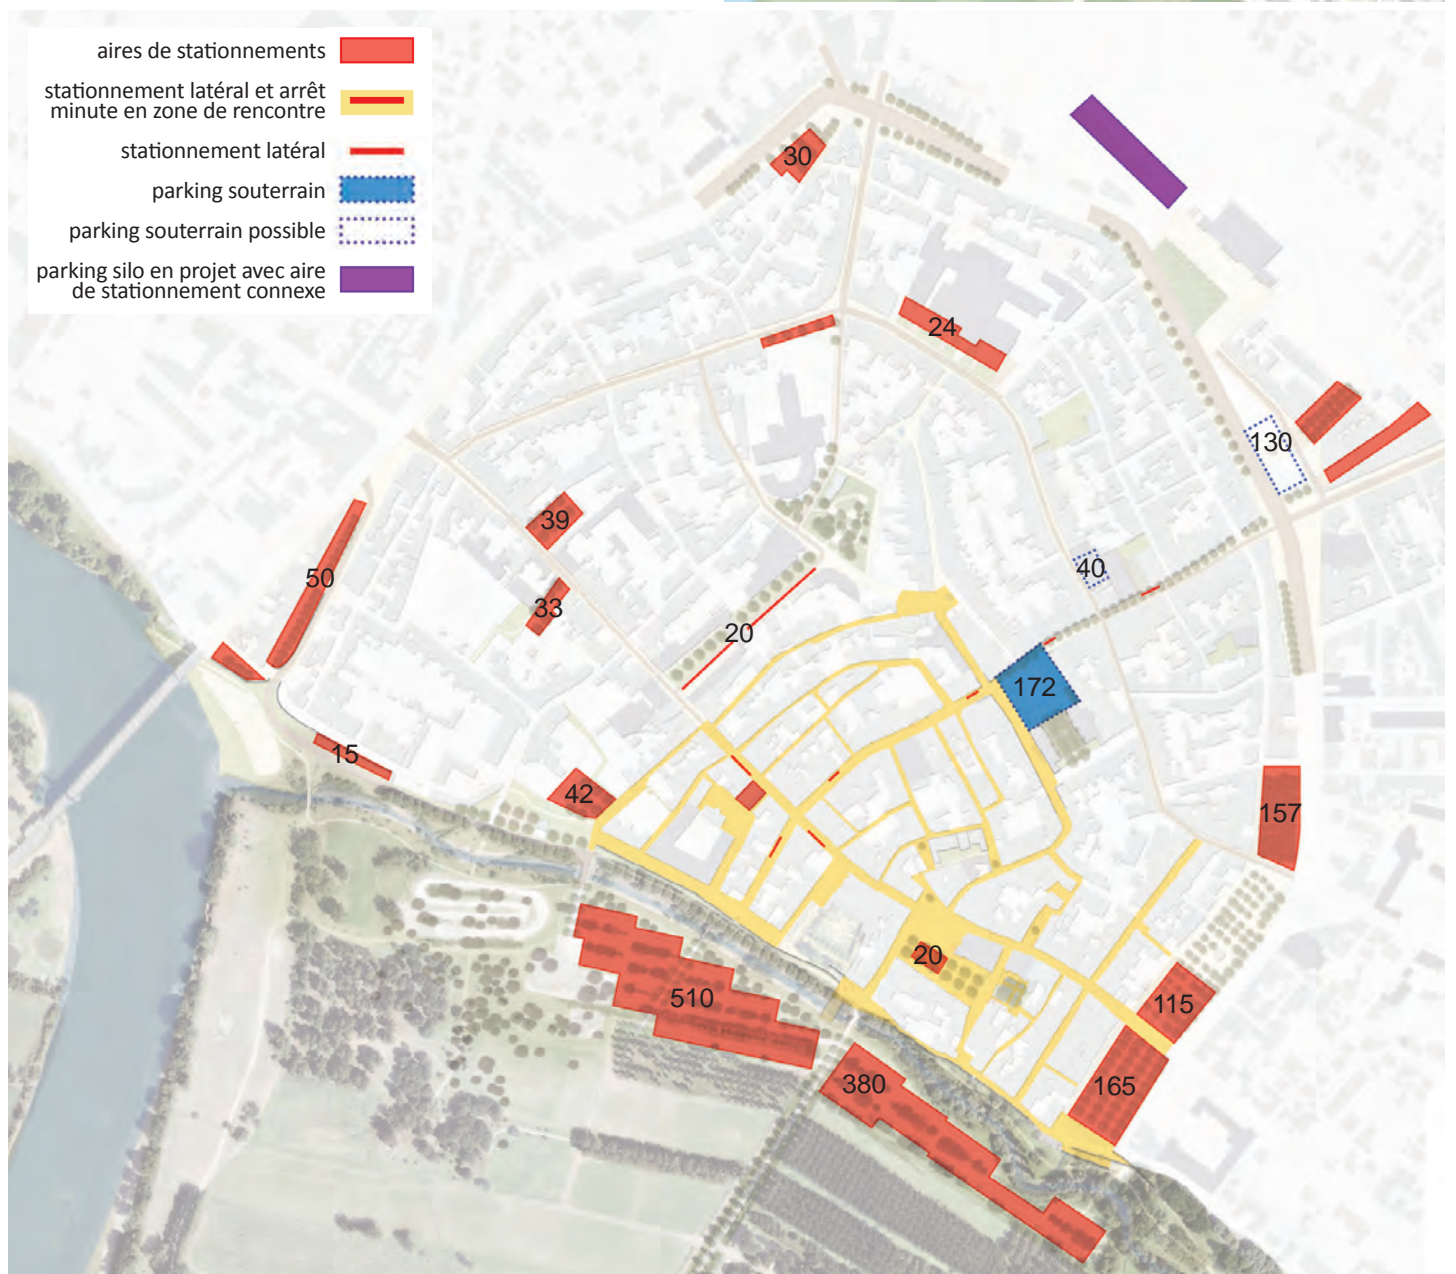 aires de stationnements
stationnement latéral et arrêt
minute en zone de rencontre
stationnement latéral
parking souterrain
parking souterrain possible
parking silo en projet avec aire
de stationnement connexe
30
24
130
39
40
50
33
20
172
15
42
157
20
510
115
380
165